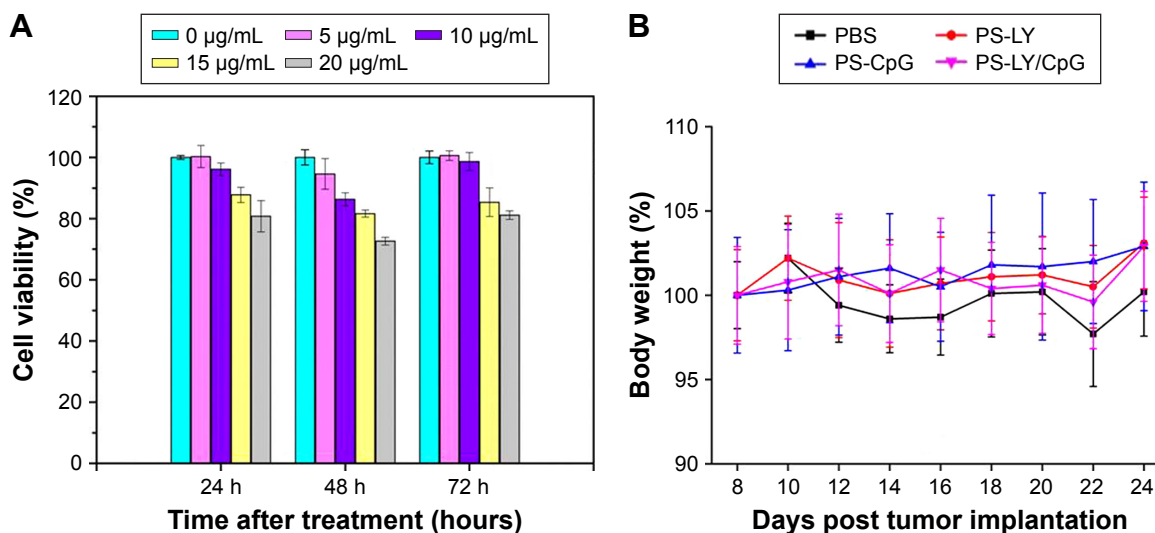 A
0 µg/mL 5 µg/mL 10 µg/mL
15 µg/mL 20 µg/mL
Cell viability (%)
120
100
80
60
40
20
0
24 h 48 h 72 h
Time after treatment (hours)
B
PBS PS-LY
PS-CpG PS-LY/CpG
Body weight (%)
110
105
100
95
90
8 10 12 14 16 18 20 22 24
Days post tumor implantation